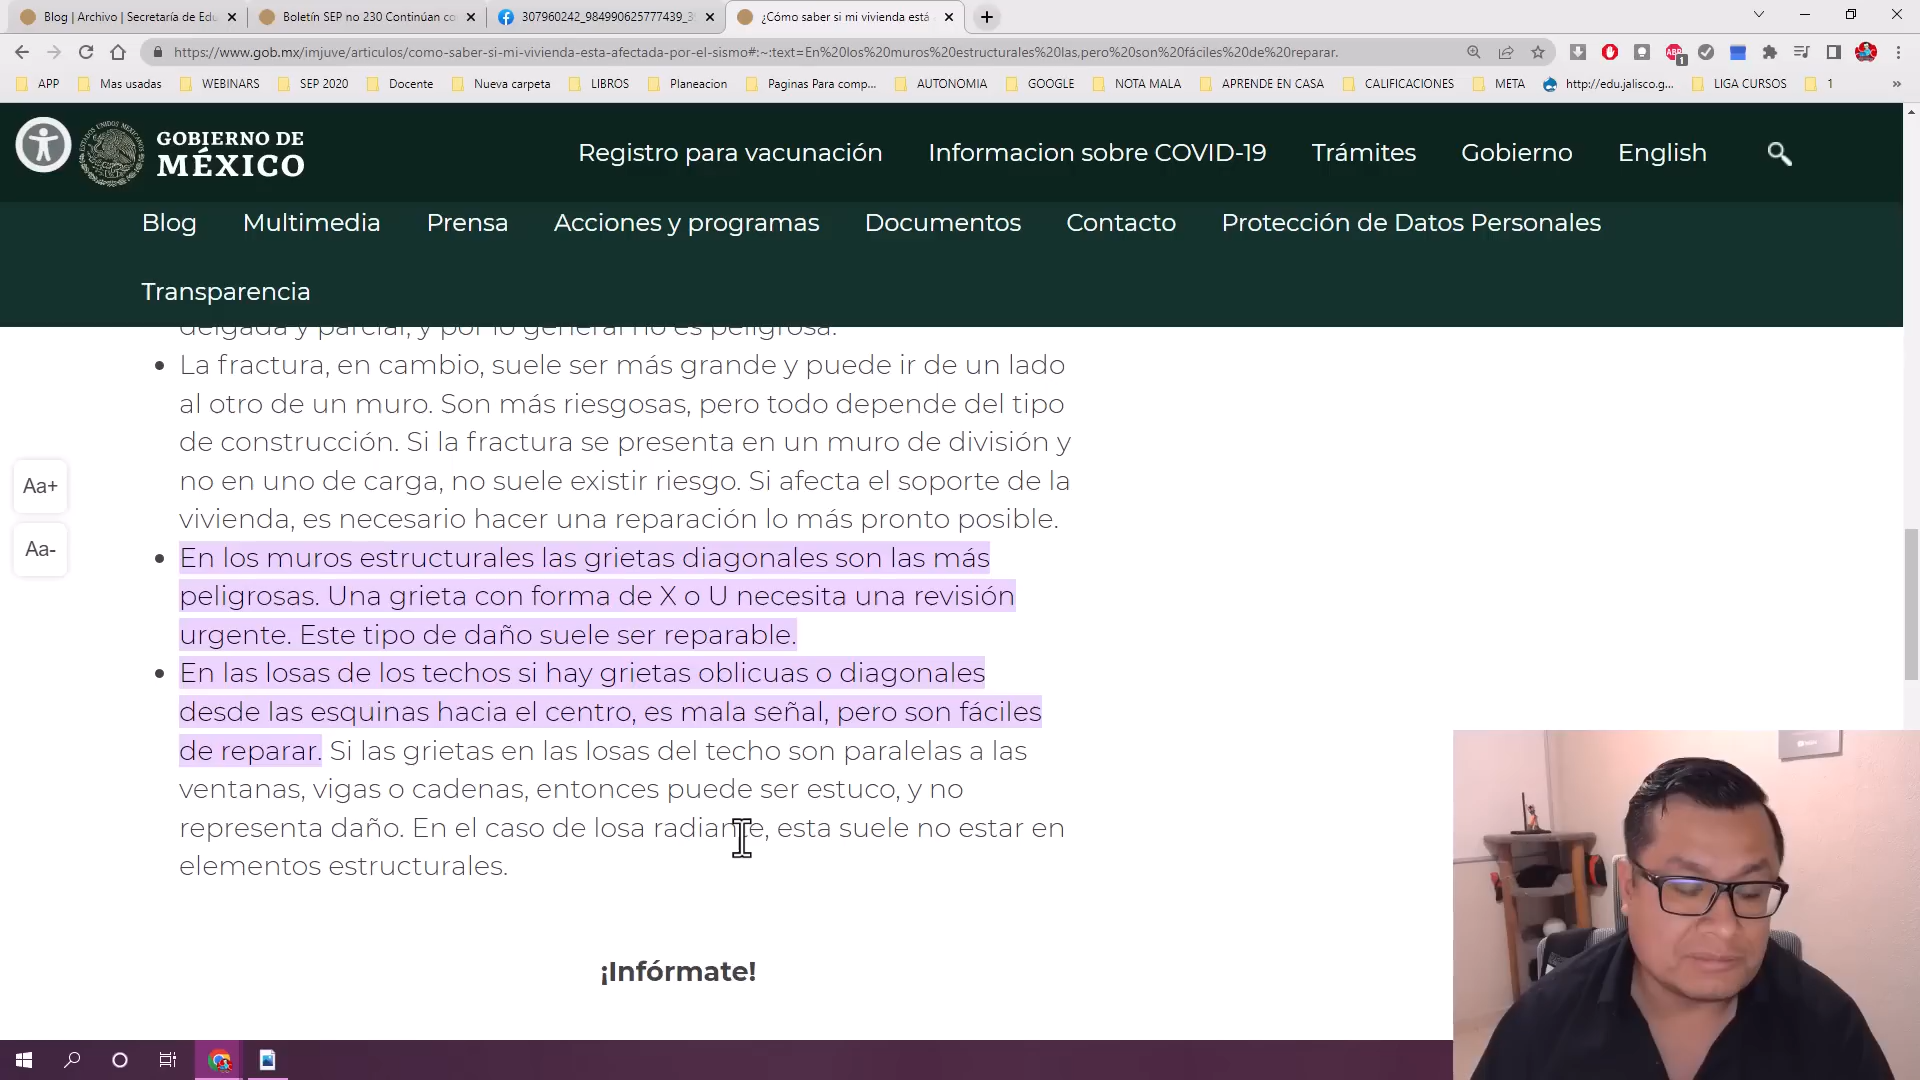 Blog | Archivo | Secretaría de Edu
Boletín SEP no 230 Continúan co
307960242_984990625777439_3
¿Cómo saber si mi vivienda está
https://www.gob.mx/imjuve/articulos/como-saber-si-mi-vivienda-esta-afectada-por-el-sismo#:~:text=En%20los%20muros%20estructurales%20las,pero%20son%20fáciles%20de%20reparar.
APP Mas usadas WEBINARS SEP 2020 Docente Nueva carpeta LIBROS Planeacion Paginas Para comp... AUTONOMIA GOOGLE NOTA MALA APRENDE EN CASA CALIFICACIONES META http://edu.jalisco.g... LIGA CURSOS 1 »
GOBIERNO DE
MÉXICO
Registro para vacunación Informacion sobre COVID-19 Trámites Gobierno English
Blog Multimedia Prensa Acciones y programas Documentos Contacto Protección de Datos Personales
Transparencia
delgada y parcial, y por lo general no es peligrosa.
• La fractura, en cambio, suele ser más grande y puede ir de un lado
al otro de un muro. Son más riesgosas, pero todo depende del tipo
de construcción. Si la fractura se presenta en un muro de división y
no en uno de carga, no suele existir riesgo. Si afecta el soporte de la
vivienda, es necesario hacer una reparación lo más pronto posible.
• En los muros estructurales las grietas diagonales son las más
peligrosas. Una grieta con forma de X o U necesita una revisión
urgente. Este tipo de daño suele ser reparable.
• En las losas de los techos si hay grietas oblicuas o diagonales
desde las esquinas hacia el centro, es mala señal, pero son fáciles
de reparar. Si las grietas en las losas del techo son paralelas a las
ventanas, vigas o cadenas, entonces puede ser estuco, y no
representa daño. En el caso de losa radiante, esta suele no estar en
elementos estructurales.
¡Infórmate!
Aa+
Aa-